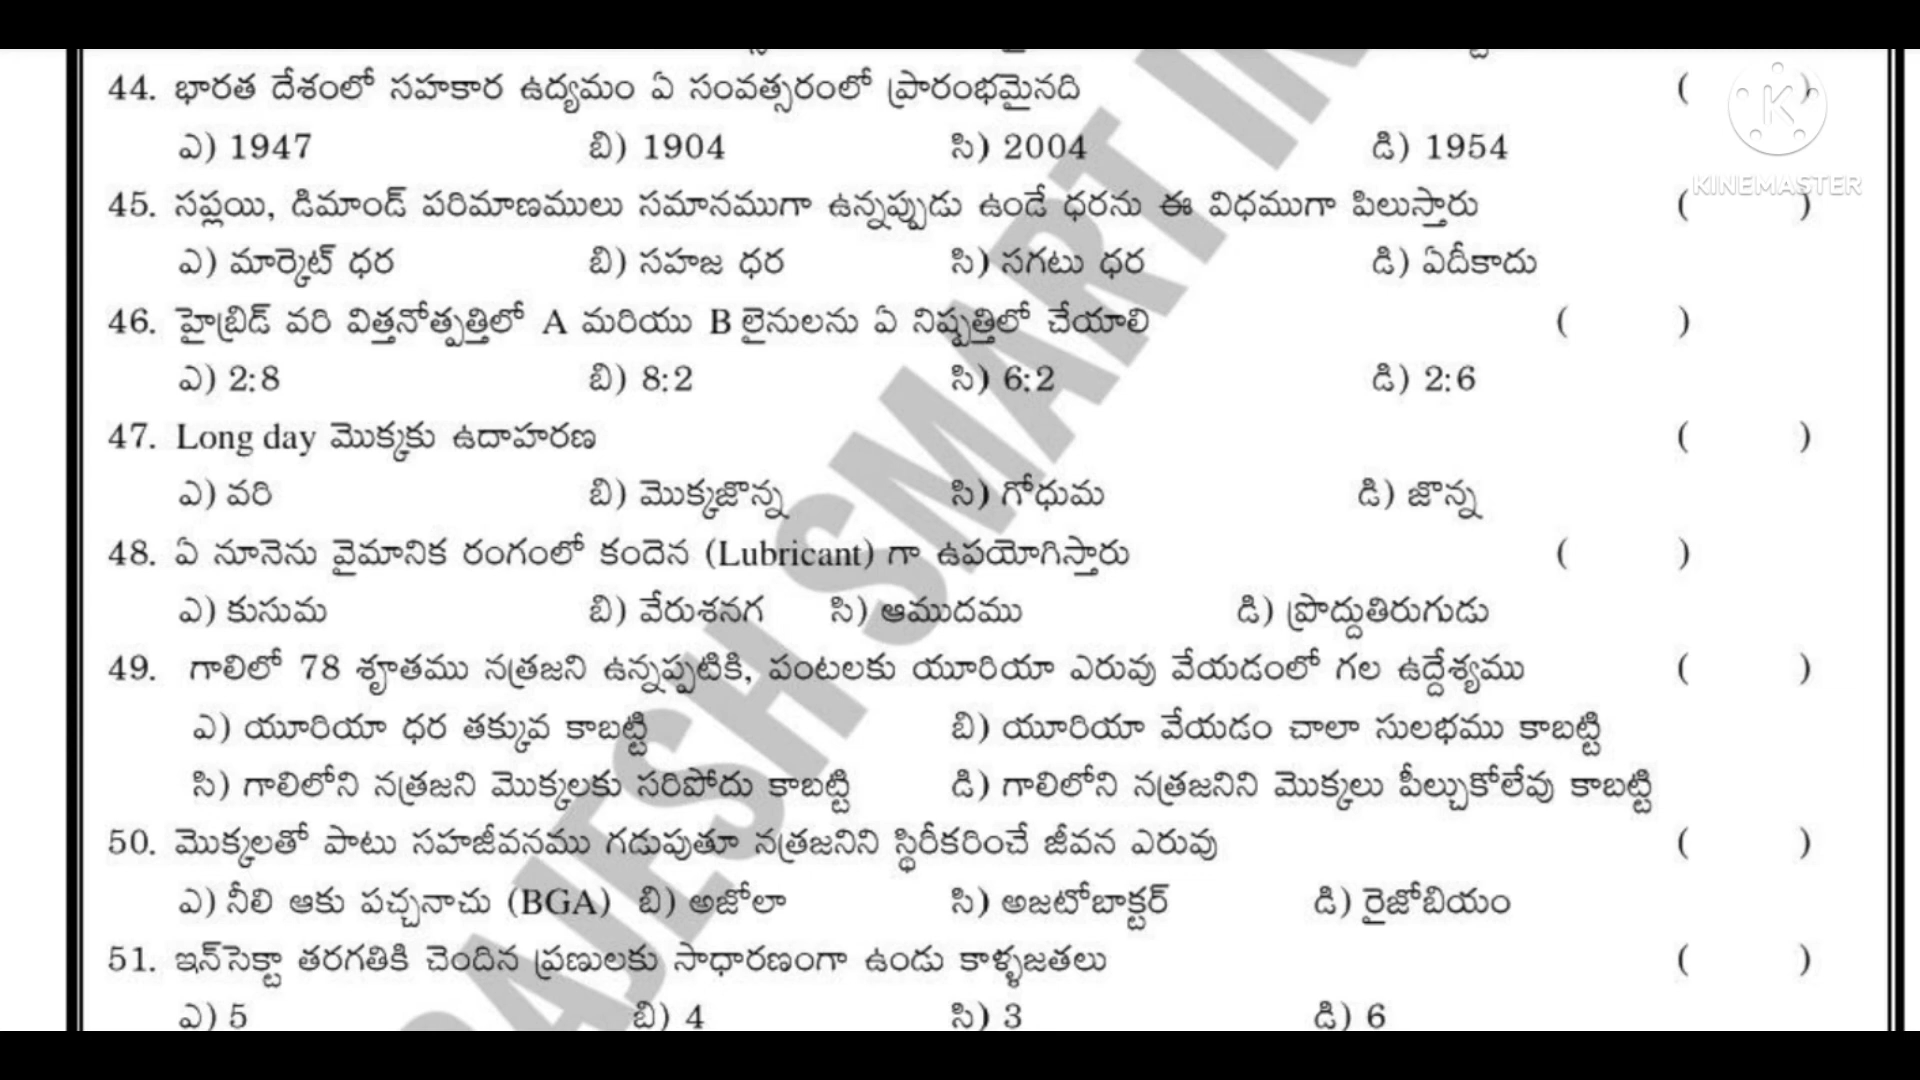 44. భారత దేశంలో సహకార ఉద్యమం ఏ సంవత్సరంలో ప్రారంభమైనది ( )
ఎ) 1947 బి) 1904 సి) 2004 డి) 1954
KINEMASTER
45. సప్లయి, డిమాండ్ పరిమాణములు సమానముగా ఉన్నప్పుడు ఉండే ధరను ఈ విధముగా పిలుస్తారు ( )
ఎ) మార్కెట్ ధర బి) సహజ ధర సి) సగటు ధర డి) ఏదీకాదు
46. హైబ్రిడ్ వరి విత్తనోత్పత్తిలో A మరియు B లైనులను ఏ నిష్పత్తిలో చేయాలి ( )
ఎ) 2:8 బి) 8:2 సి) 6:2 డి) 2:6
47. Long day మొక్కకు ఉదాహరణ ( )
ఎ) వరి బి) మొక్కజొన్న సి) గోధుమ డి) జొన్న
48. ఏ నూనెను వైమానిక రంగంలో కందెన (Lubricant) గా ఉపయోగిస్తారు ( )
ఎ) కుసుమ బి) వేరుశనగ సి) ఆముదము డి) ప్రొద్దుతిరుగుడు
49. గాలిలో 78 శాతము నత్రజని ఉన్నప్పటికి, పంటలకు యూరియా ఎరువు వేయడంలో గల ఉద్దేశ్యము ( )
ఎ) యూరియా ధర తక్కువ కాబట్టి బి) యూరియా వేయడం చాలా సులభము కాబట్టి
సి) గాలిలోని నత్రజని మొక్కలకు సరిపోదు కాబట్టి డి) గాలిలోని నత్రజనిని మొక్కలు పీల్చుకోలేవు కాబట్టి
50. మొక్కలతో పాటు సహజీవనము గడుపుతూ నత్రజనిని స్థిరీకరించే జీవన ఎరువు ( )
ఎ) నీలి ఆకు పచ్చనాచు (BGA) బి) అజోలా సి) అజటోబాక్టర్ డి) రైజోబియం
51. ఇన్‌సెక్టా తరగతికి చెందిన ప్రణులకు సాధారణంగా ఉండు కాళ్ళజతలు ( )
ఎ) 5 బి) 4 సి) 3 డి) 6
RAJESH SMART IN